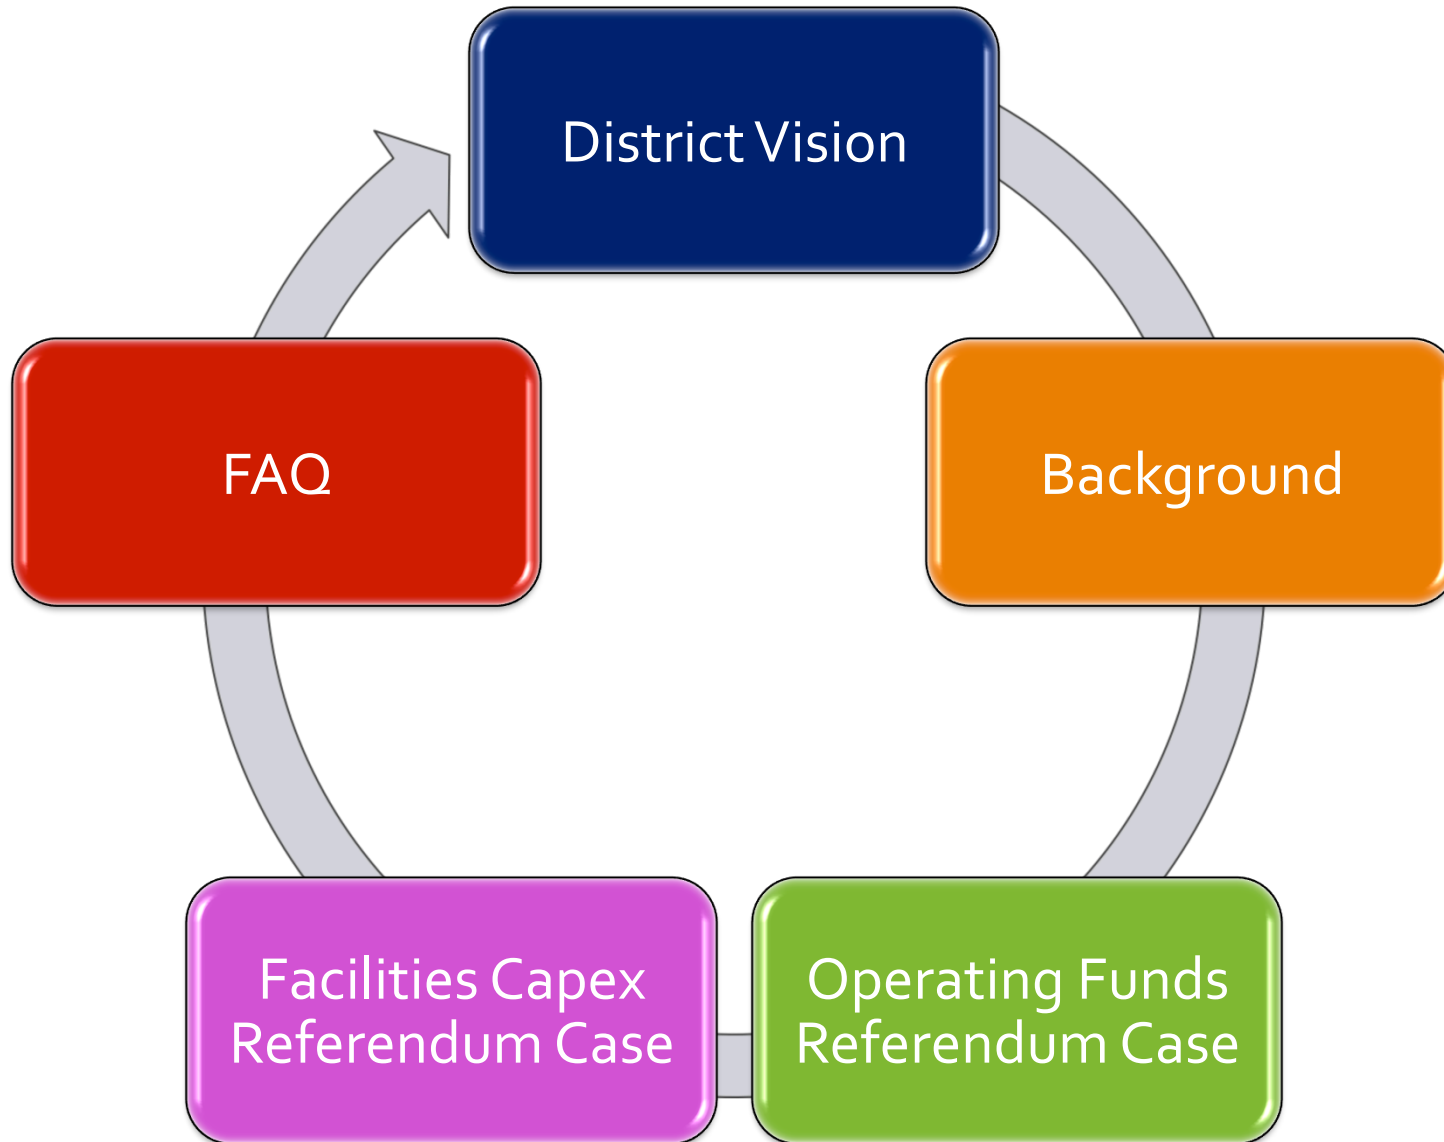 District Vision
Background
Operating Funds
Referendum Case
Facilities Capex
Referendum Case
FAQ